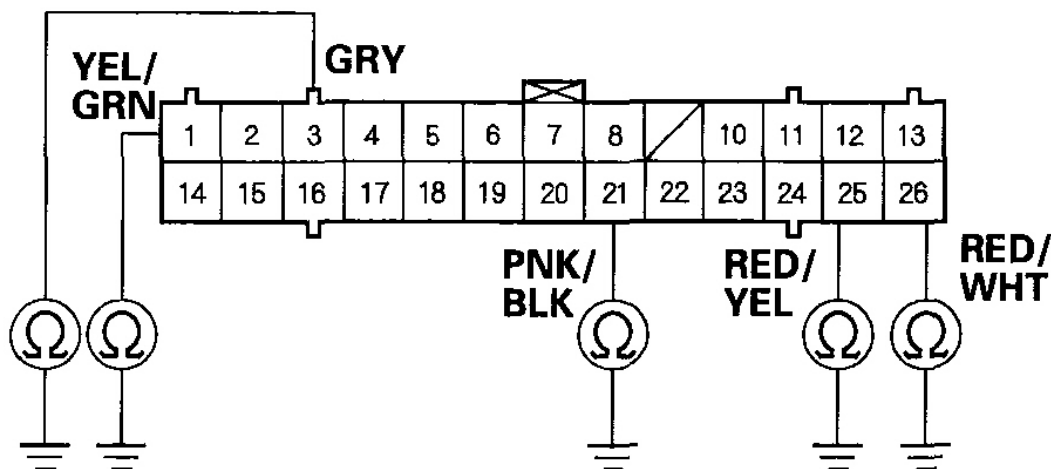 YEL/
GRN
GRY
1 2 3 4 5 6 7 8 10 11 12 13
14 15 16 17 18 19 20 21 22 23 24 25 26
PNK/
BLK
RED/
YEL
RED/
WHT
Ω Ω Ω Ω Ω